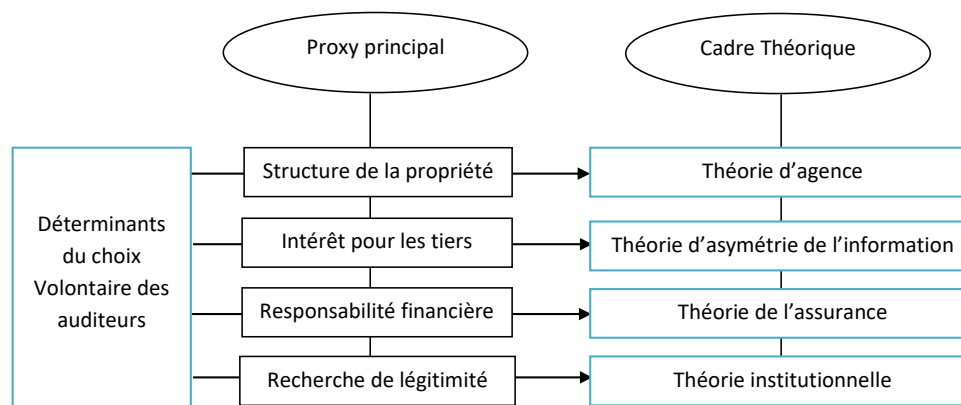 Proxy principal
Cadre Théorique
Structure de la propriété
Théorie d’agence
Déterminants
du choix
Volontaire des
auditeurs
Intérêt pour les tiers
Théorie d’asymétrie de l’information
Responsabilité financière
Théorie de l’assurance
Recherche de légitimité
Théorie institutionnelle